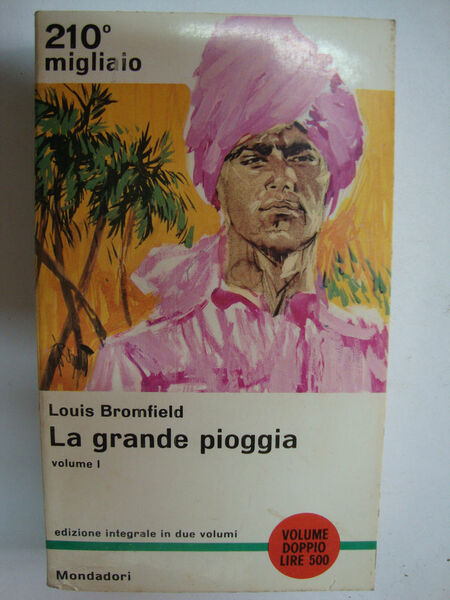 210°
migliaio
Louis Bromfield
La grande pioggia
volume I
edizione integrale in due volumi
VOLUME
DOPPIO
LIRE 500
Mondadori